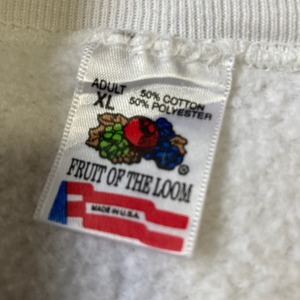 ADULT
XL
50% COTTON
50% POLYESTER
®
FRUIT OF THE LOOM
MADE IN U.S.A.